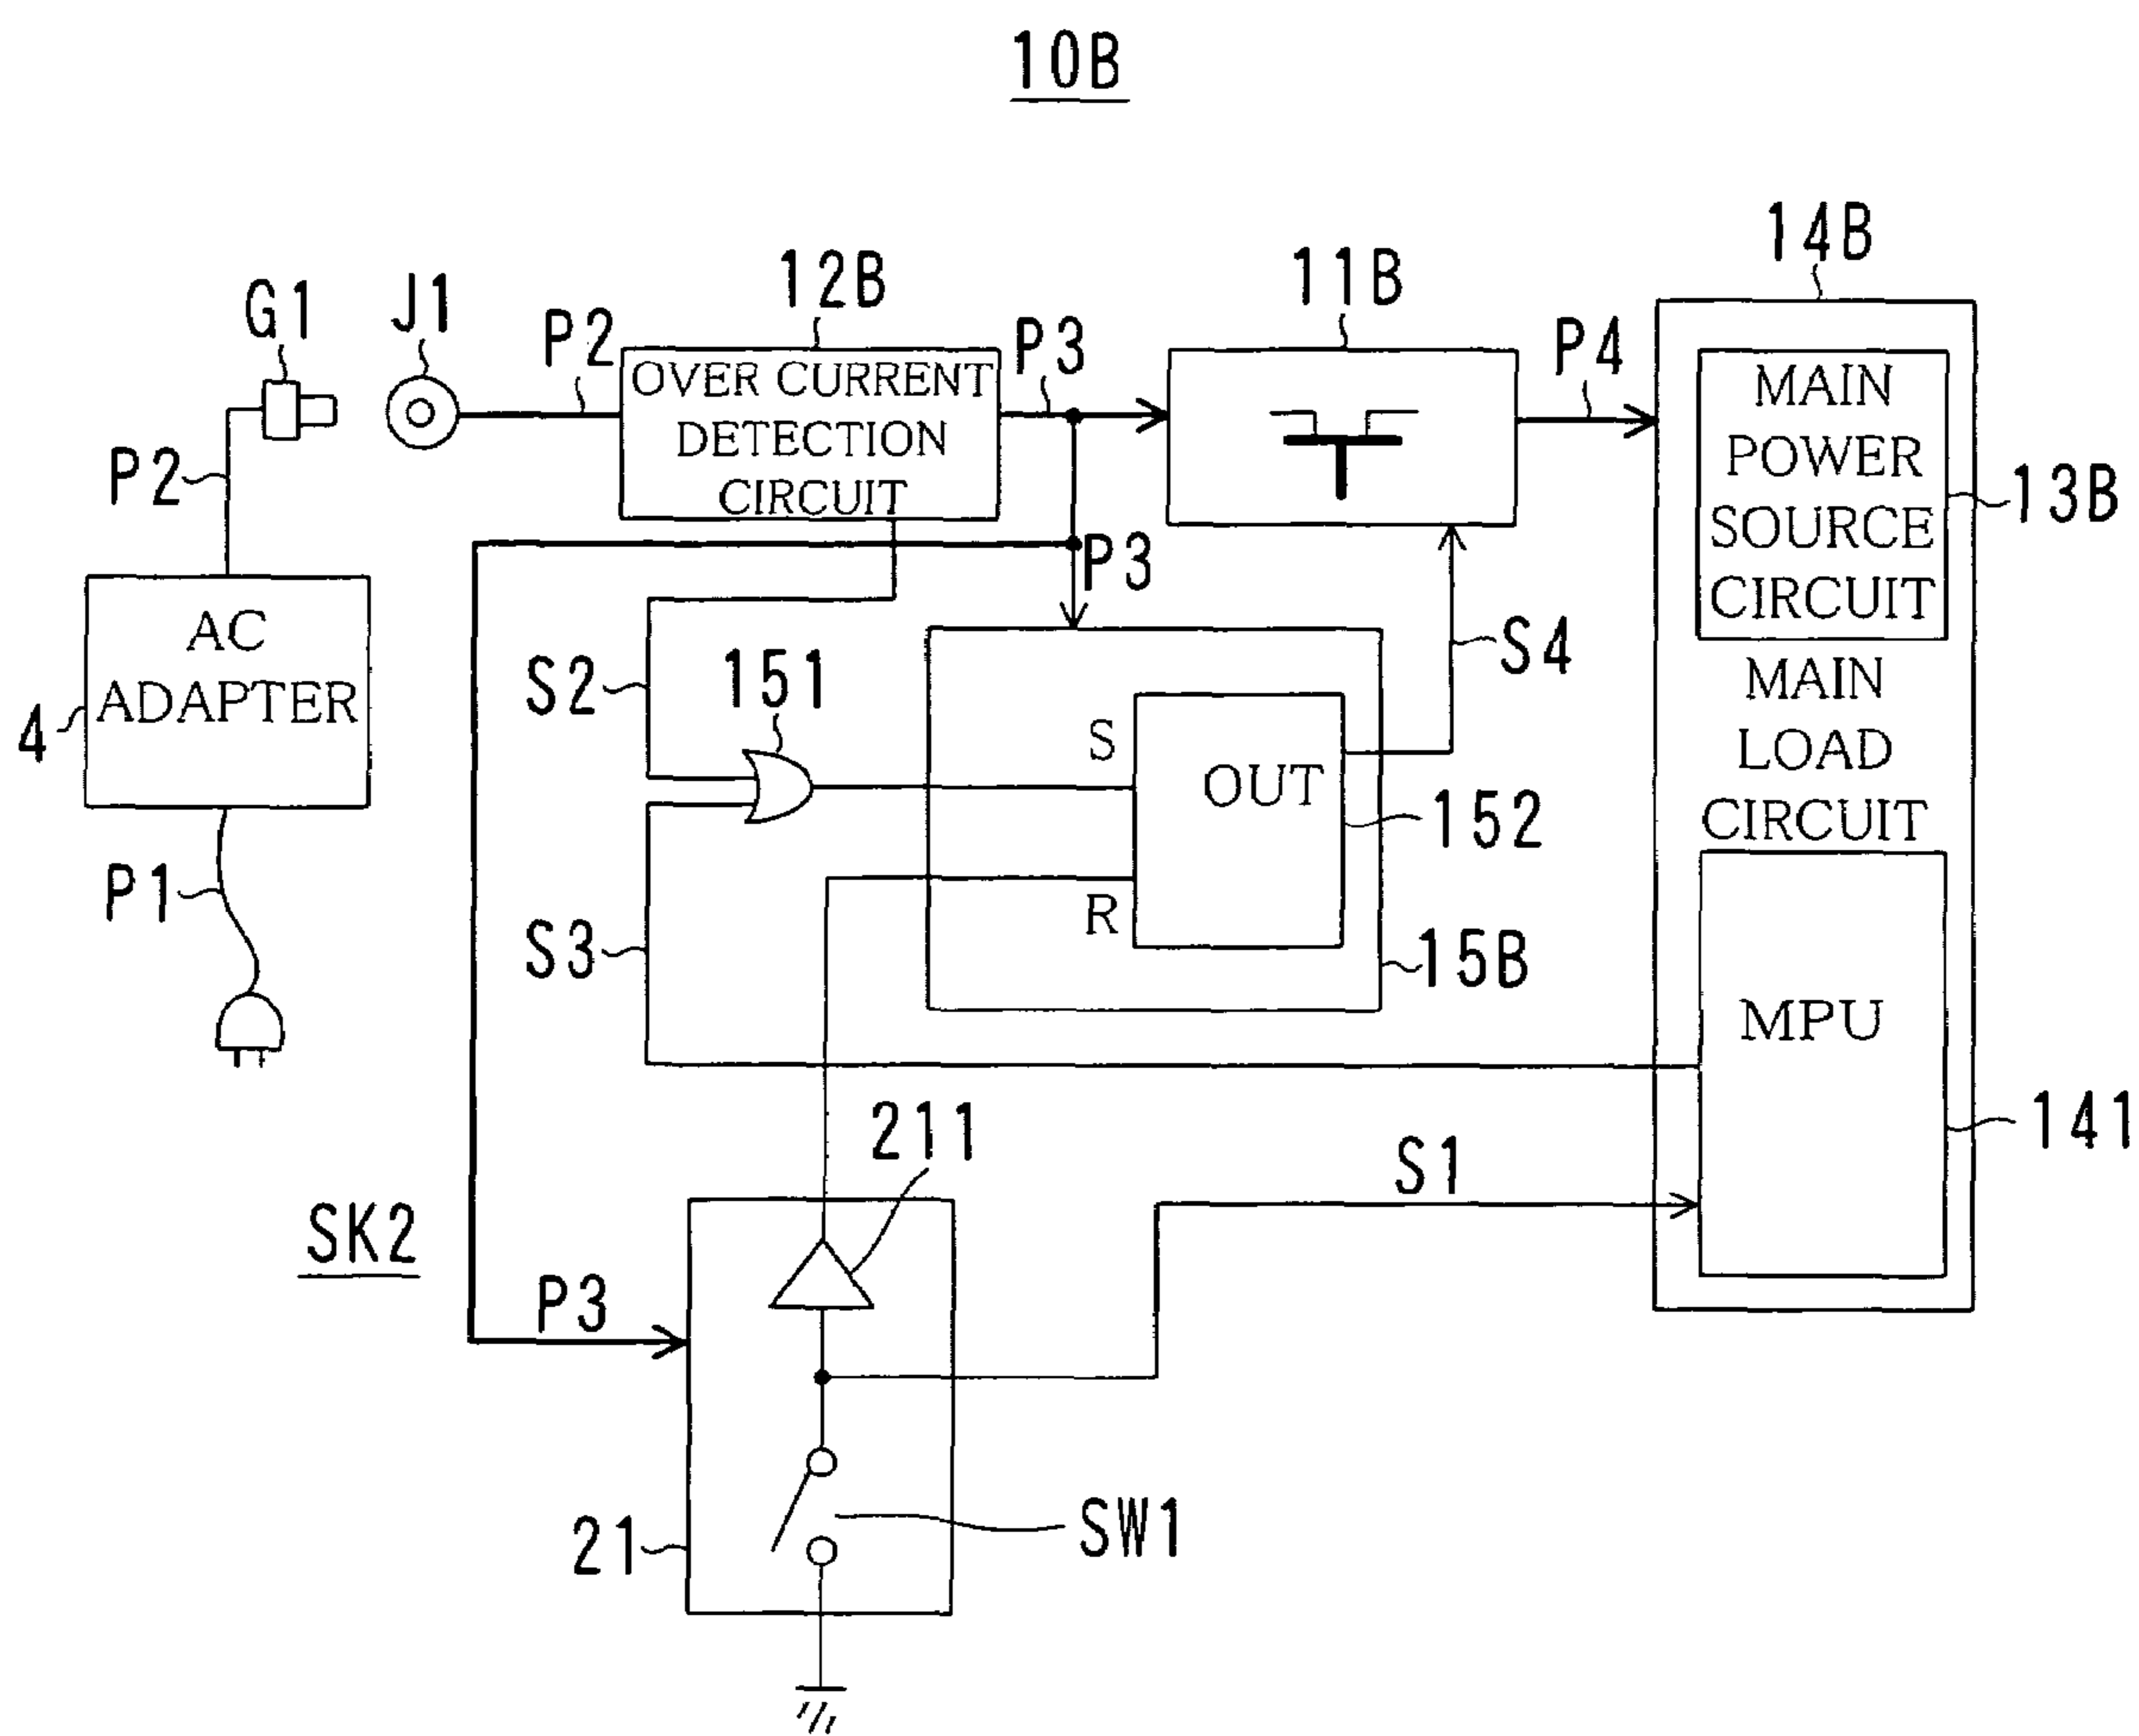 10B
14B
12B
11B
G1
J1
P2
P3
P4
OVER CURRENT
DETECTION
CIRCUIT
MAIN
POWER
SOURCE
CIRCUIT
13B
P2
P3
AC
ADAPTER
4
S2
151
S4
MAIN
LOAD
CIRCUIT
S
OUT
152
P1
R
S3
15B
MPU
141
211
S1
SK2
P3
21
SW1